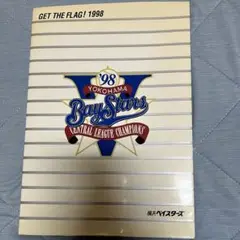 GET THE FLAG! 1998
'98
YOKOHAMA
BayStars
CENTRAL LEAGUE CHAMPIONS
横浜ベイスターズ